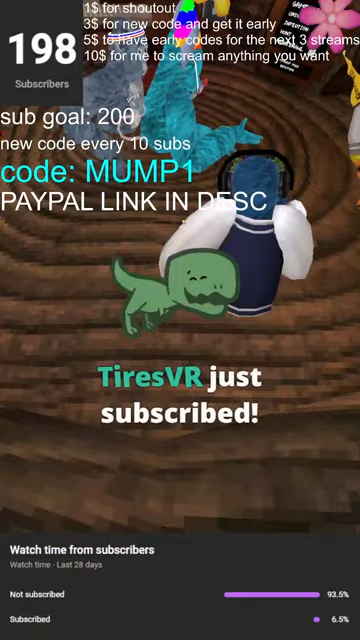 198
Subscribers
1$ for shoutout
3$ for new code and get it early
5$ to have early codes for the next 3 streams
10$ for me to scream anything you want
sub goal: 200
new code every 10 subs
code: MUMP1
PAYPAL LINK IN DESC
TiresVR just
subscribed!
Watch time from subscribers
Watch time · Last 28 days
Not subscribed 93.5%
Subscribed 6.5%